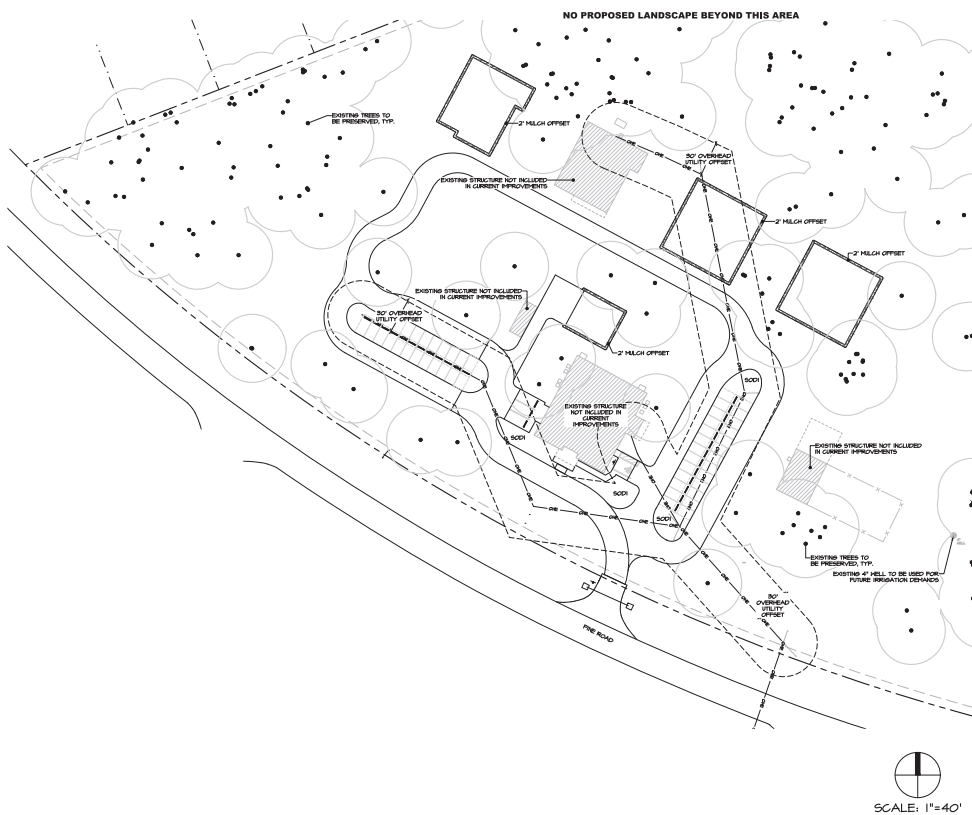 NO PROPOSED LANDSCAPE BEYOND THIS AREA
EXISTING TREES TO
BE PRESERVED, TYP.
2' MULCH OFFSET
30' OVERHEAD
UTILITY OFFSET
EXISTING STRUCTURE NOT INCLUDED
IN CURRENT IMPROVEMENTS
2' MULCH OFFSET
2' MULCH OFFSET
EXISTING STRUCTURE NOT INCLUDED
IN CURRENT IMPROVEMENTS
30' OVERHEAD
UTILITY OFFSET
2' MULCH OFFSET
SOD1
EXISTING STRUCTURE
NOT INCLUDED IN
CURRENT
IMPROVEMENTS
SOD1
EXISTING STRUCTURE NOT INCLUDED
IN CURRENT IMPROVEMENTS
SOD1
SOD1
EXISTING TREES TO
BE PRESERVED, TYP.
EXISTING 4" WELL TO BE USED FOR
FUTURE IRRIGATION DEMANDS
30'
OVERHEAD
UTILITY
OFFSET
PINE ROAD
SCALE: 1"=40'